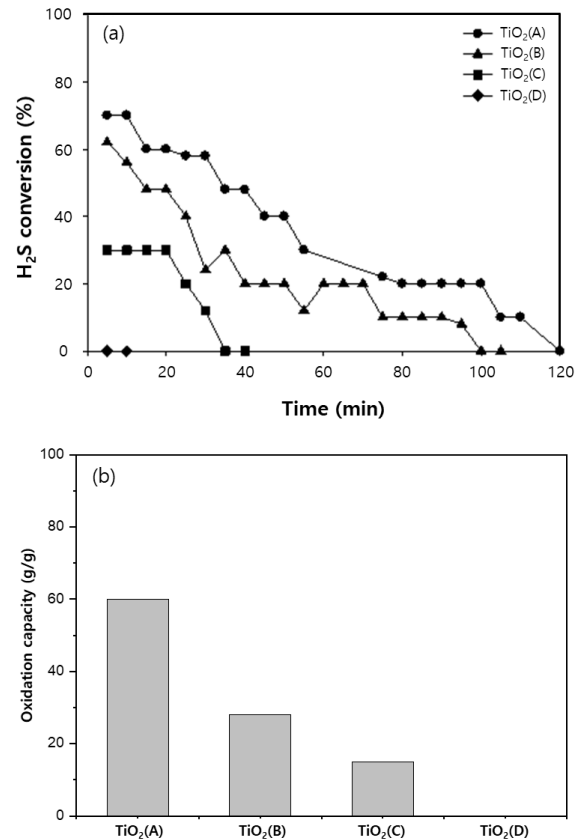 (a)
TiO₂(A)
TiO₂(B)
TiO₂(C)
TiO₂(D)
H₂S conversion (%)
100
80
60
40
20
0
0 20 40 60 80 100 120
Time (min)
(b)
Oxidation capacity (g/g)
100
80
60
40
20
0
TiO₂(A) TiO₂(B) TiO₂(C) TiO₂(D)